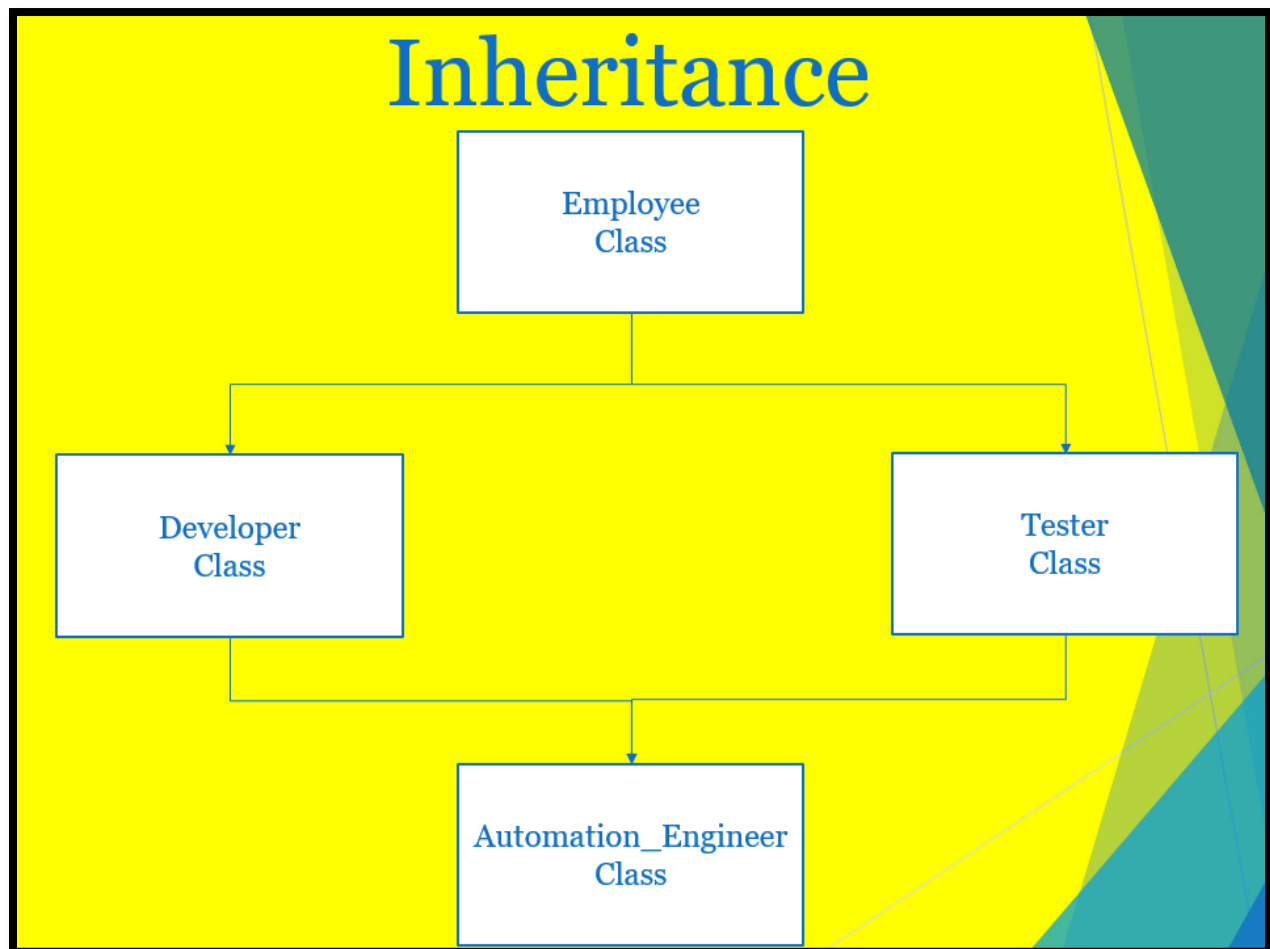 Inheritance
Employee
Class
Developer
Class
Tester
Class
Automation_Engineer
Class